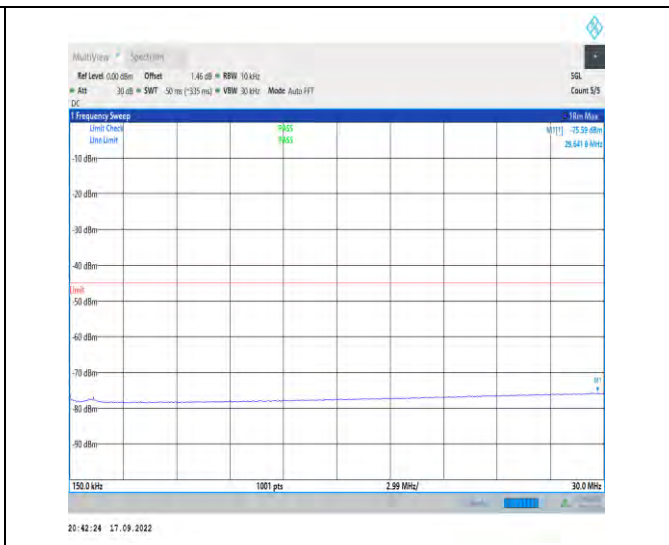 MultiView Spectrum
Ref Level 0.00 dBm Offset 1.46 dB RBW 10 kHz SGL
Att 30 dB SWT 50 ms (~335 ms) VBW 30 kHz Mode Auto FFT Count 5/5
DC
1 Frequency Sweep 1Rm Max
Limit Check PASS M1[1] -75.59 dBm
Line Limit PASS 29.641 8 MHz
-10 dBm
-20 dBm
-30 dBm
-40 dBm
Limit
-50 dBm
-60 dBm
-70 dBm
M1
-80 dBm
-90 dBm
150.0 kHz 1001 pts 2.99 MHz/ 30.0 MHz
20:42:24 17.09.2022